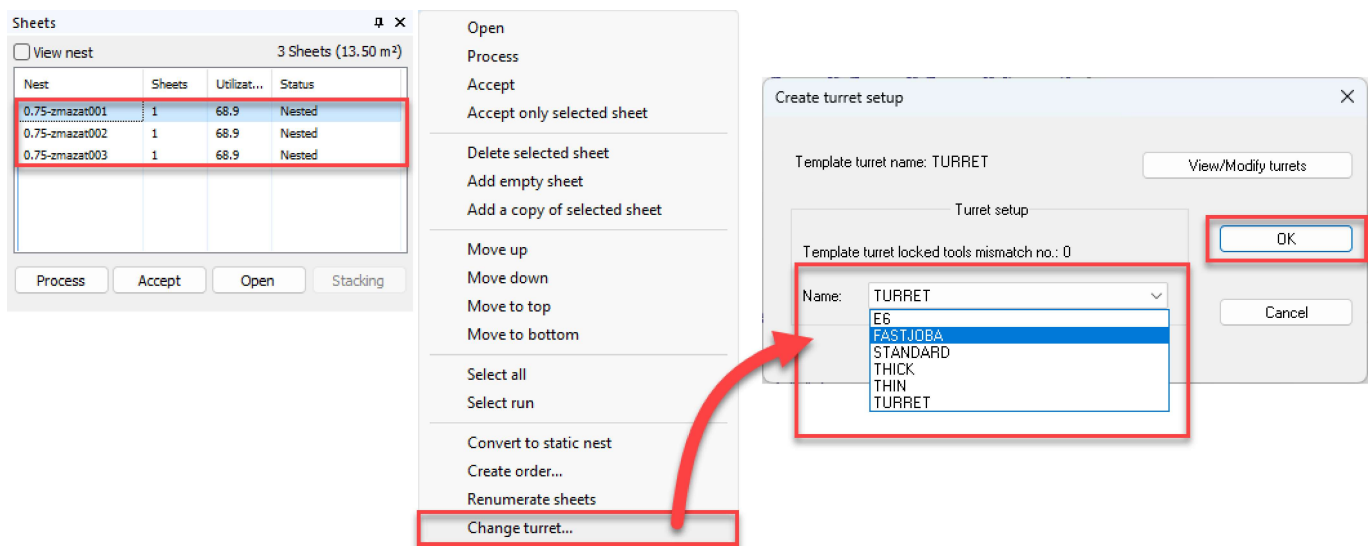 Sheets
View nest
3 Sheets (13.50 m²)
Nest Sheets Utilizat... Status
0.75-zmazat001 1 68.9 Nested
0.75-zmazat002 1 68.9 Nested
0.75-zmazat003 1 68.9 Nested
Process Accept Open Stacking
Open
Process
Accept
Accept only selected sheet
Delete selected sheet
Add empty sheet
Add a copy of selected sheet
Move up
Move down
Move to top
Move to bottom
Select all
Select run
Convert to static nest
Create order...
Renumerate sheets
Change turret...
Create turret setup
Template turret name: TURRET
View/Modify turrets
Turret setup
OK
Template turret locked tools mismatch no.: 0
Name: TURRET
Cancel
E6
FASTJOBA
STANDARD
THICK
THIN
TURRET